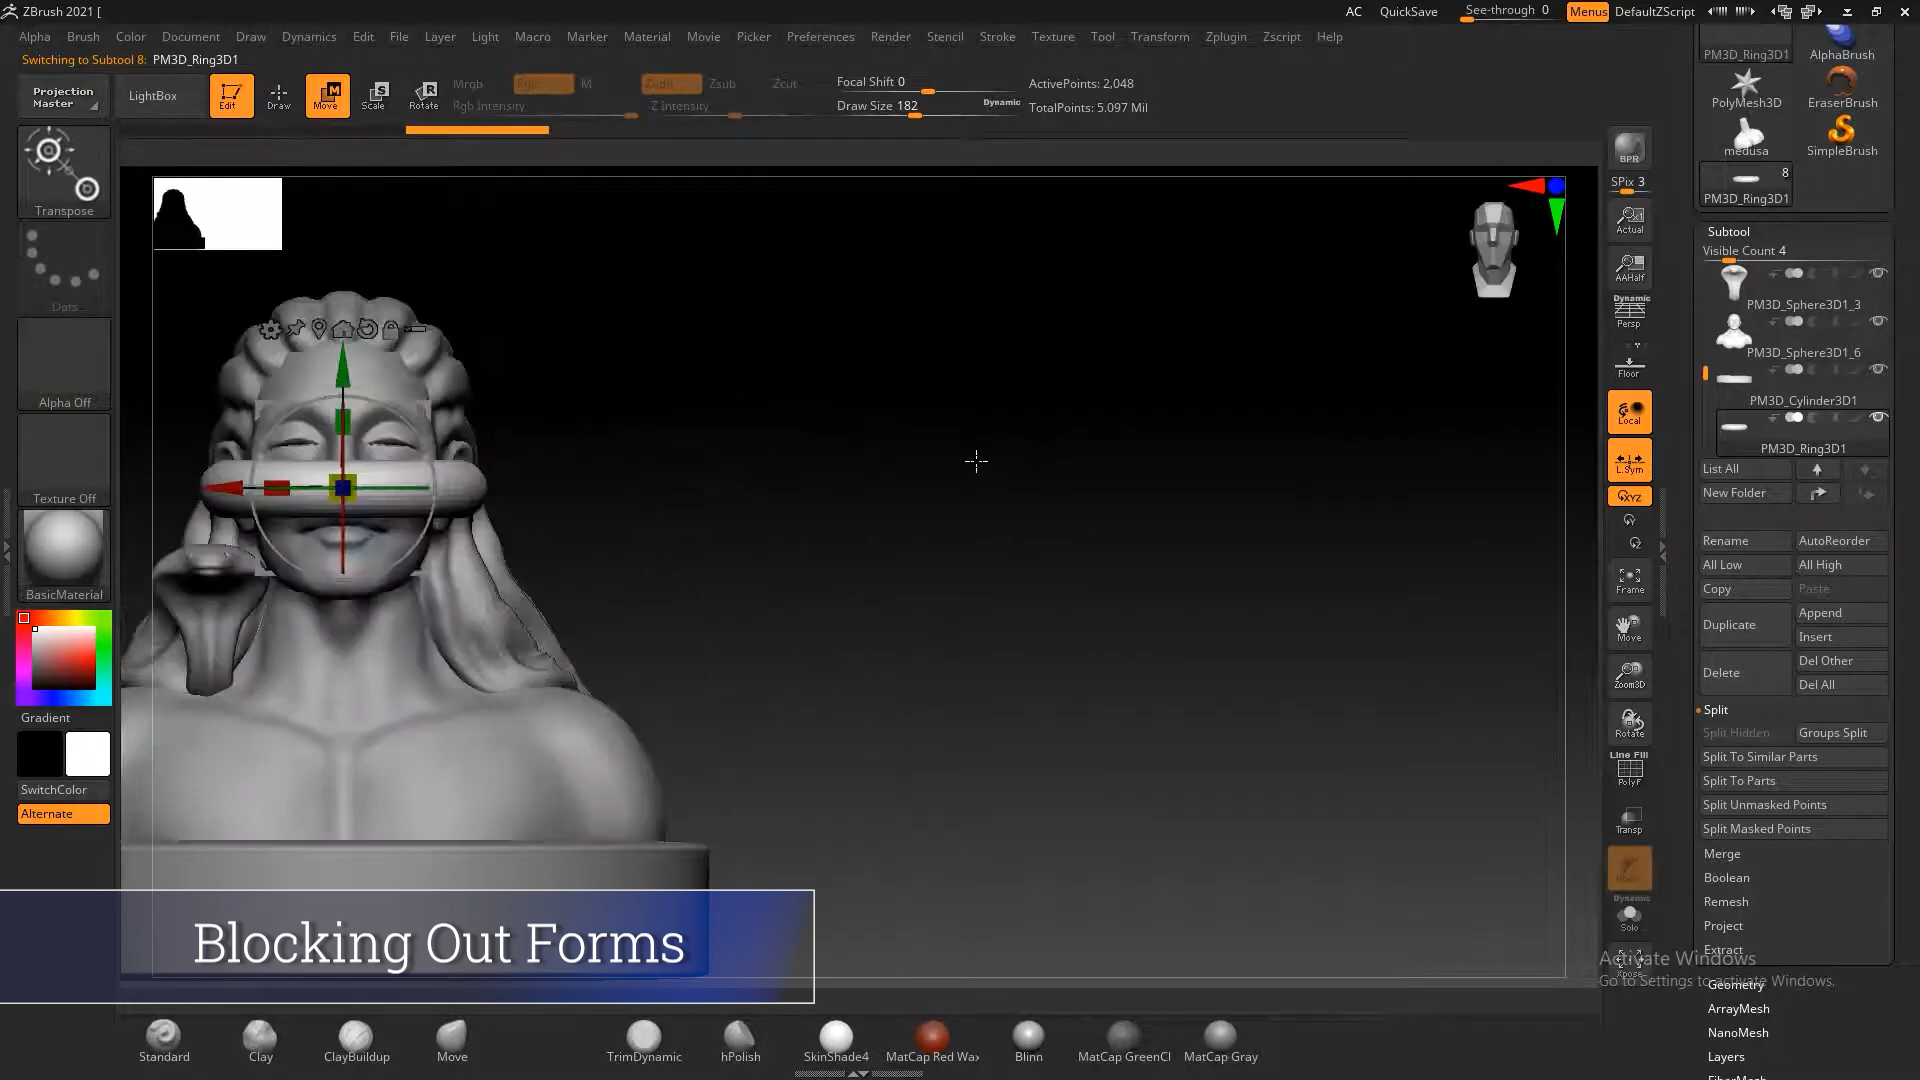 ZBrush 2021 [
AC
QuickSave
See-through 0
Menus
DefaultZScript
Alpha Brush Color Document Draw Dynamics Edit File Layer Light Macro Marker Material Movie Picker Preferences Render Stencil Stroke Texture Tool Transform Zplugin Zscript Help
Switching to Subtool 8: PM3D_Ring3D1
Projection
Master
LightBox
Edit
Draw
Move
Scale
Rotate
Mrgb
Rgb
M
Rgb Intensity
Zadd
Zsub
Zcut
Z Intensity
Focal Shift 0
Draw Size 182
Dynamic
ActivePoints: 2,048
TotalPoints: 5.097 Mil
Transpose
Dots
Alpha Off
Texture Off
BasicMaterial
Gradient
SwitchColor
Alternate
BPR
SPix 3
Actual
AAHalf
Dynamic
Persp
Floor
Local
L.Sym
XYZ
Frame
Move
Zoom3D
Rotate
Line Fill
PolyF
Transp
Dynamic
Solo
Xpose
PM3D_Ring3D1
AlphaBrush
PolyMesh3D
EraserBrush
medusa
SimpleBrush
8
PM3D_Ring3D1
Subtool
Visible Count 4
PM3D_Sphere3D1_3
PM3D_Sphere3D1_6
PM3D_Cylinder3D1
PM3D_Ring3D1
List All
New Folder
Rename
AutoReorder
All Low
All High
Copy
Paste
Duplicate
Append
Insert
Delete
Del Other
Del All
Split
Split Hidden
Groups Split
Split To Similar Parts
Split To Parts
Split Unmasked Points
Split Masked Points
Merge
Boolean
Remesh
Project
Extract
Activate Windows
Go to Settings to activate Windows.
Geometry
ArrayMesh
NanoMesh
Layers
FiberMesh
Blocking Out Forms
Standard
Clay
ClayBuildup
Move
TrimDynamic
hPolish
SkinShade4
MatCap Red Wax
Blinn
MatCap GreenCl
MatCap Gray